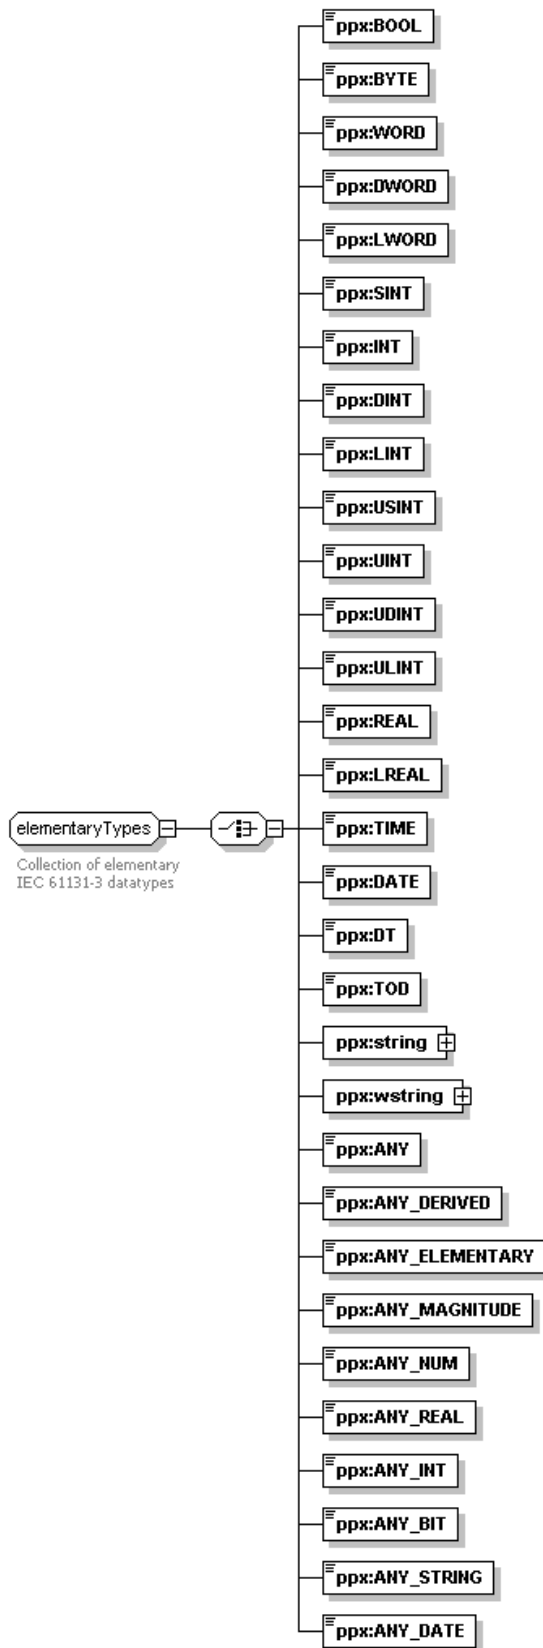 ppx:BOOL
ppx:BYTE
ppx:WORD
ppx:DWORD
ppx:LWORD
ppx:SINT
ppx:INT
ppx:DINT
ppx:LINT
ppx:USINT
ppx:UINT
ppx:UDINT
ppx:ULINT
ppx:REAL
ppx:LREAL
elementaryTypes
Collection of elementary
IEC 61131-3 datatypes
ppx:TIME
ppx:DATE
ppx:DT
ppx:TOD
ppx:string
ppx:wstring
ppx:ANY
ppx:ANY_DERIVED
ppx:ANY_ELEMENTARY
ppx:ANY_MAGNITUDE
ppx:ANY_NUM
ppx:ANY_REAL
ppx:ANY_INT
ppx:ANY_BIT
ppx:ANY_STRING
ppx:ANY_DATE